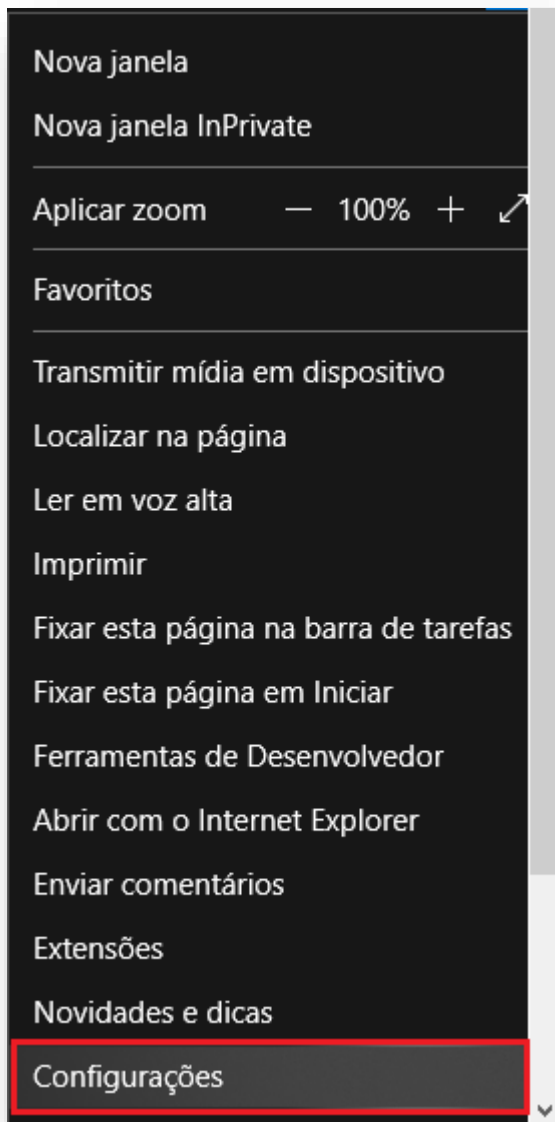 Nova janela
Nova janela InPrivate
Aplicar zoom — 100% +
Favoritos
Transmitir mídia em dispositivo
Localizar na página
Ler em voz alta
Imprimir
Fixar esta página na barra de tarefas
Fixar esta página em Iniciar
Ferramentas de Desenvolvedor
Abrir com o Internet Explorer
Enviar comentários
Extensões
Novidades e dicas
Configurações